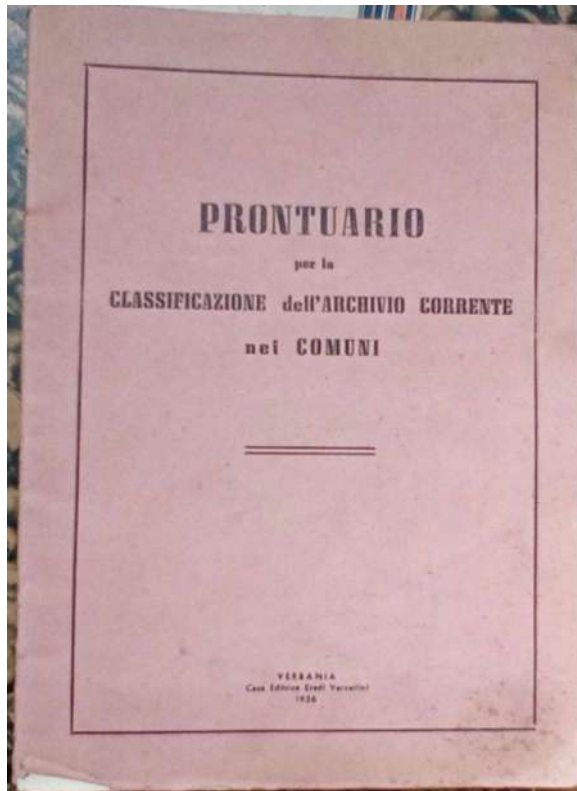 PRONTUARIO
per la
CLASSIFICAZIONE dell'ARCHIVIO CORRENTE
nei COMUNI
VERBANIA
Casa Editrice Eredi Vercellini
1956